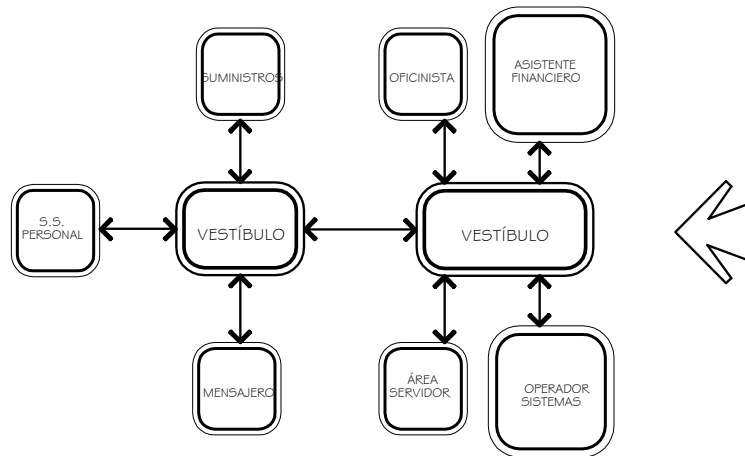 SUMINISTROS
OFICINISTA
ASISTENTE
FINANCIERO
S.S.
PERSONAL
VESTÍBULO
VESTÍBULO
MENSAJERO
ÁREA
SERVIDOR
OPERADOR
SISTEMAS